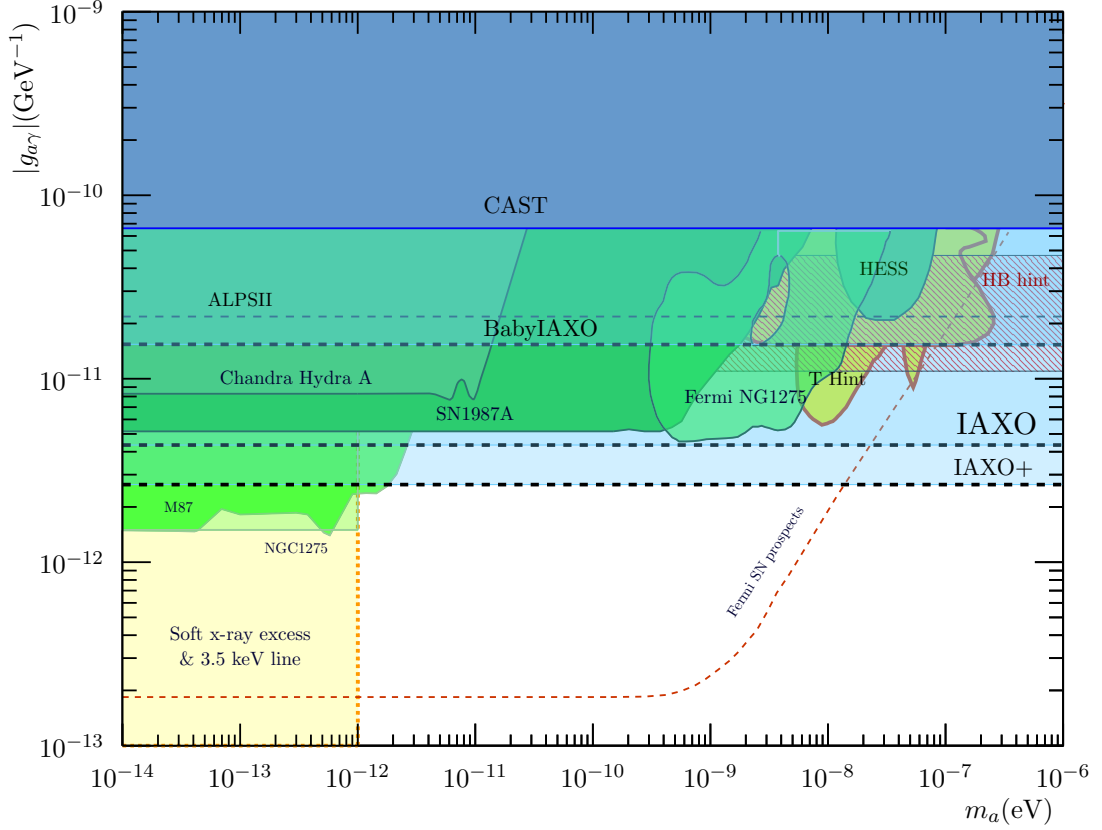 10⁻⁹
|g_aγ|(GeV⁻¹)
10⁻¹⁰
CAST
HESS
HB hint
ALPSII
BabyIAXO
10⁻¹¹
Chandra Hydra A
T Hint
Fermi NG1275
SN1987A
IAXO
IAXO+
M87
NGC1275
10⁻¹²
Fermi SN prospects
Soft x-ray excess
& 3.5 keV line
10⁻¹³
10⁻¹⁴ 10⁻¹³ 10⁻¹² 10⁻¹¹ 10⁻¹⁰ 10⁻⁹ 10⁻⁸ 10⁻⁷ 10⁻⁶
m_a(eV)